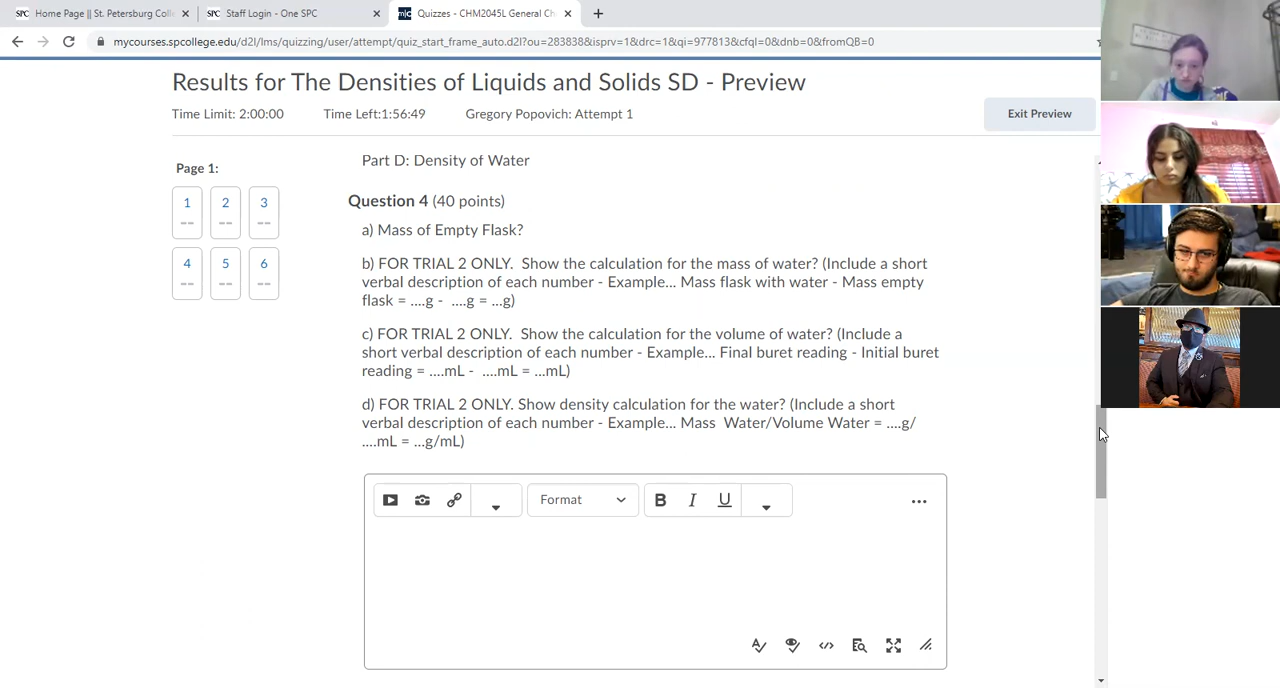 SPC Home Page || St. Petersburg Coll
SPC Staff Login - One SPC
m|c Quizzes - CHM2045L General Ch
mycourses.spcollege.edu/d2l/lms/quizzing/user/attempt/quiz_start_frame_auto.d2l?ou=283838&isprv=1&drc=1&qi=977813&cfql=0&dnb=0&fromQB=0
Results for The Densities of Liquids and Solids SD - Preview
Time Limit: 2:00:00 Time Left:1:56:49 Gregory Popovich: Attempt 1
Exit Preview
Page 1:
1 2 3
-- -- --
4 5 6
-- -- --
Part D: Density of Water
Question 4 (40 points)
a) Mass of Empty Flask?
b) FOR TRIAL 2 ONLY. Show the calculation for the mass of water? (Include a short
verbal description of each number - Example... Mass flask with water - Mass empty
flask = ....g - ....g = ...g)
c) FOR TRIAL 2 ONLY. Show the calculation for the volume of water? (Include a
short verbal description of each number - Example... Final buret reading - Initial buret
reading = ....mL - ....mL = ...mL)
d) FOR TRIAL 2 ONLY. Show density calculation for the water? (Include a short
verbal description of each number - Example... Mass Water/Volume Water = ....g/
....mL = ...g/mL)
Format
B I U